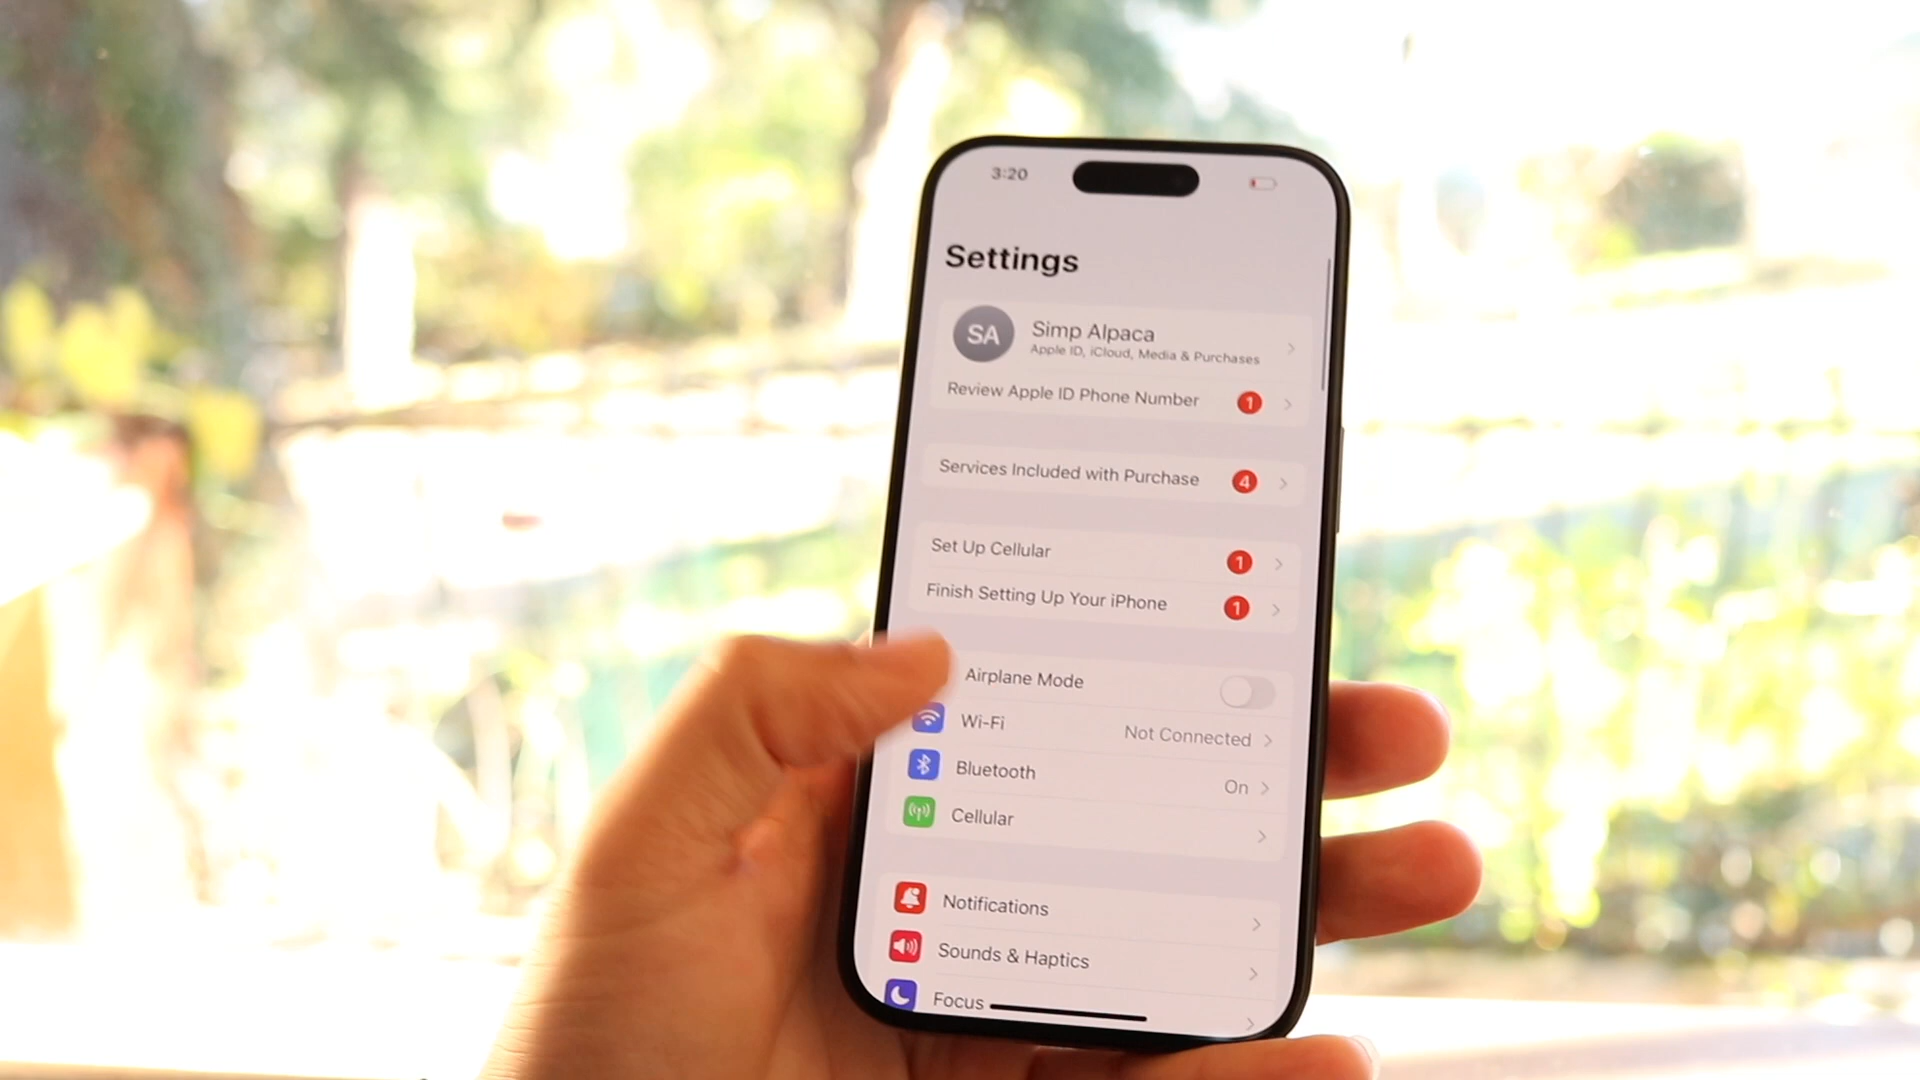 3:20
Settings
SA
Simp Alpaca
Apple ID, iCloud, Media & Purchases
Review Apple ID Phone Number 1
Services Included with Purchase 4
Set Up Cellular 1
Finish Setting Up Your iPhone 1
Airplane Mode
Wi-Fi Not Connected
Bluetooth On
Cellular
Notifications
Sounds & Haptics
Focus